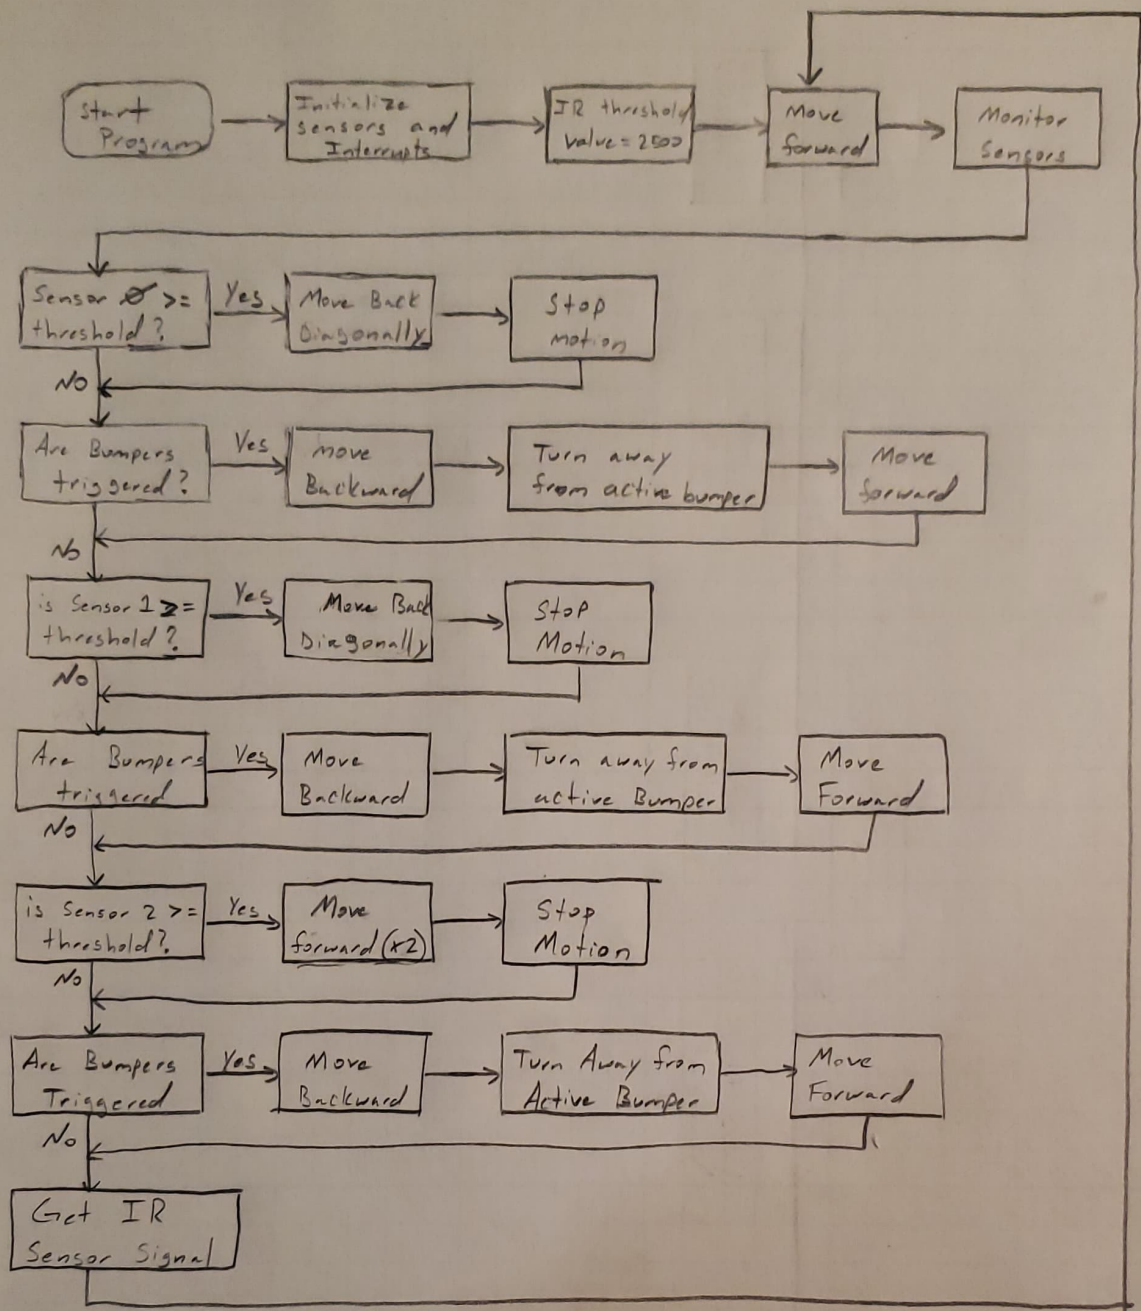 Start
Program
Initialize
sensors and
Interrupts
IR threshold
value = 2500
Move
forward
Monitor
Sensors
Sensor 0 >=
threshold?
Yes
Move Back
Diagonally
Stop
Motion
No
Are Bumpers
triggered?
Yes
Move
Backward
Turn away
from active bumper
Move
forward
No
is Sensor 1 >=
threshold?
Yes
Move Back
Diagonally
Stop
Motion
No
Are Bumpers
triggered
Yes
Move
Backward
Turn away from
active Bumper
Move
Forward
No
is Sensor 2 >=
threshold?
Yes
Move
forward (x2)
Stop
Motion
No
Are Bumpers
Triggered
Yes
Move
Backward
Turn Away from
Active Bumper
Move
Forward
No
Get IR
Sensor Signal